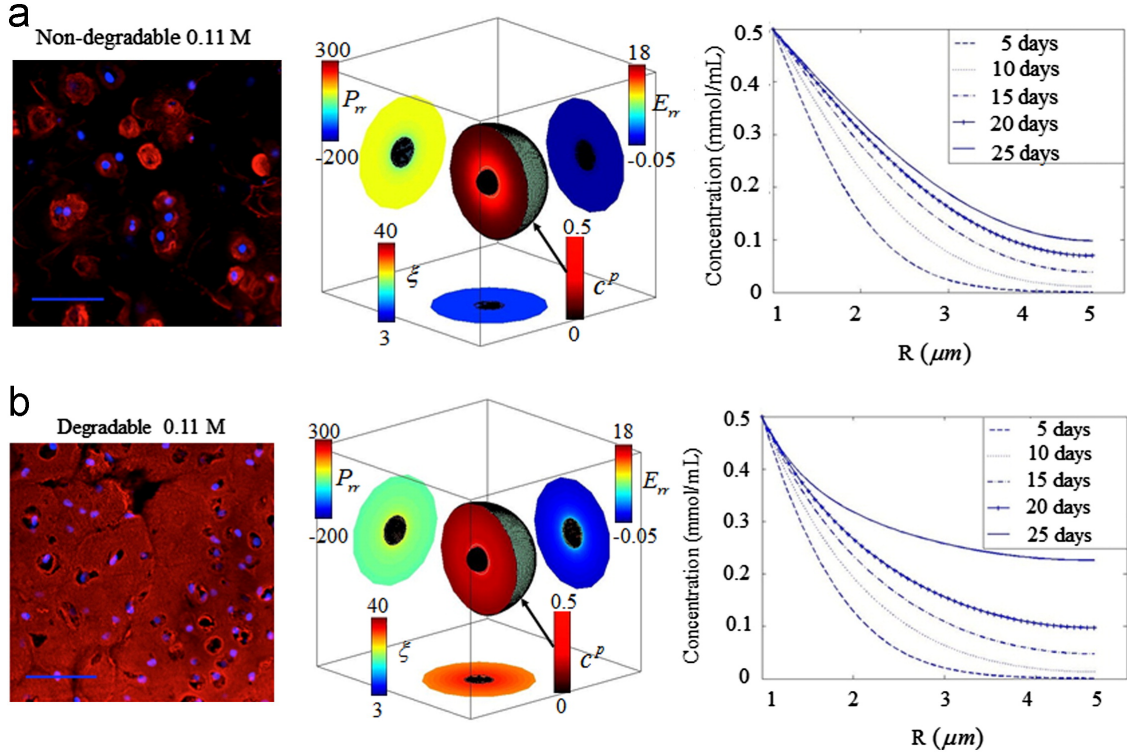 a
Non-degradable 0.11 M
300
P_rr
-200
18
E_rr
-0.05
40
ξ
3
0.5
c^p
0
0.5
0.4
0.3
0.2
0.1
0
Concentration (mmol/mL)
5 days
10 days
15 days
20 days
25 days
1 2 3 4 5
R (μm)
b
Degradable 0.11 M
300
P_rr
-200
18
E_rr
-0.05
40
ξ
3
0.5
c^p
0
0.5
0.4
0.3
0.2
0.1
0
Concentration (mmol/mL)
5 days
10 days
15 days
20 days
25 days
1 2 3 4 5
R (μm)